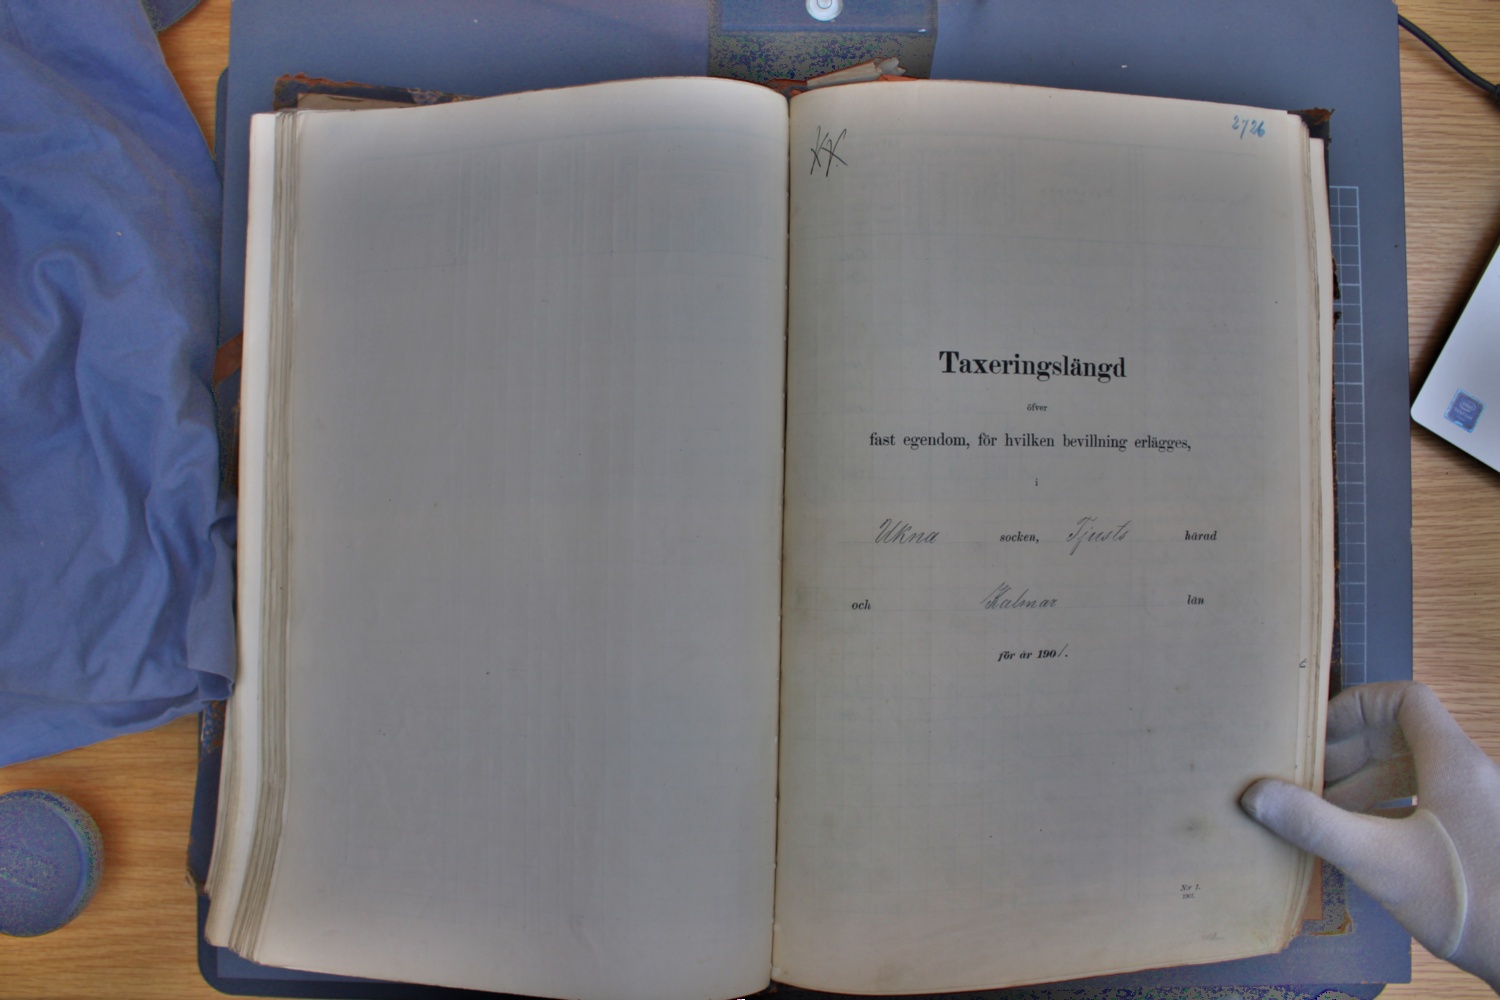 2726
Taxeringslängd
öfver
fast egendom, för hvilken bevillning erlägges,
i
Ukna socken, Tjusts härad
och Kalmar län
för år 1901.
N:r 2.
1901.